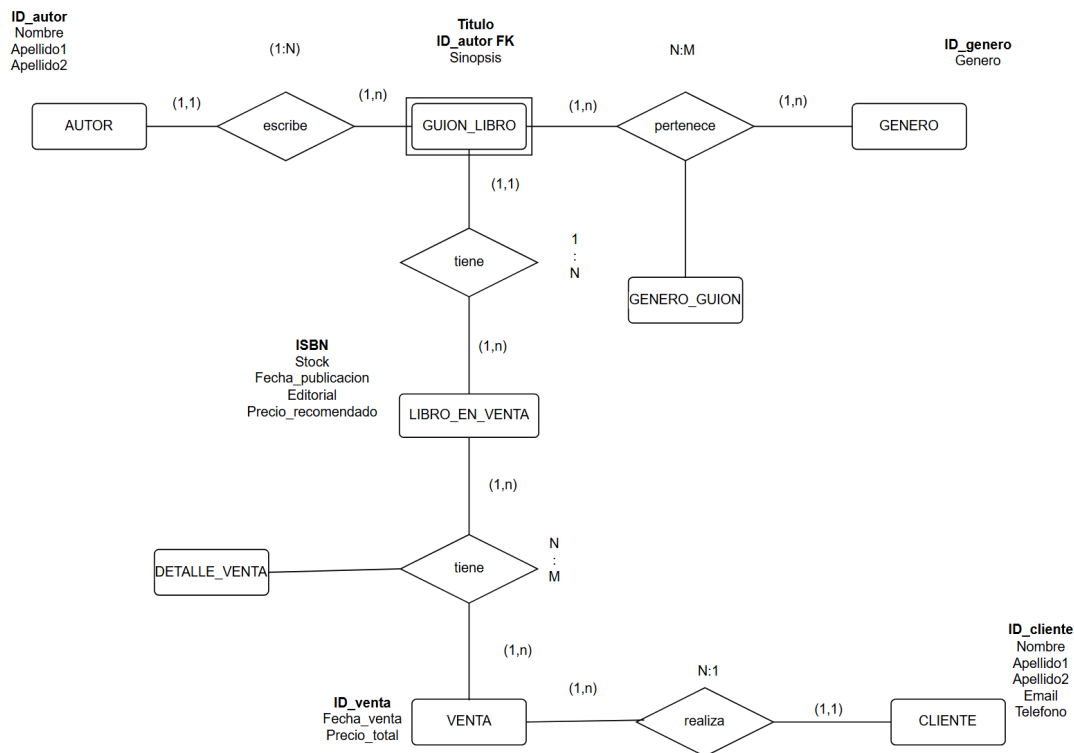 ID_autor
Nombre
Apellido1
Apellido2
(1:N)
Titulo
ID_autor FK
Sinopsis
N:M
ID_genero
Genero
AUTOR
(1,1)
escribe
(1,n)
GUION_LIBRO
(1,n)
pertenece
(1,n)
GENERO
(1,1)
tiene
1
:
N
GENERO_GUION
(1,n)
ISBN
Stock
Fecha_publicacion
Editorial
Precio_recomendado
LIBRO_EN_VENTA
(1,n)
DETALLE_VENTA
tiene
N
:
M
(1,n)
ID_venta
Fecha_venta
Precio_total
VENTA
(1,n)
N:1
realiza
(1,1)
ID_cliente
Nombre
Apellido1
Apellido2
Email
Telefono
CLIENTE